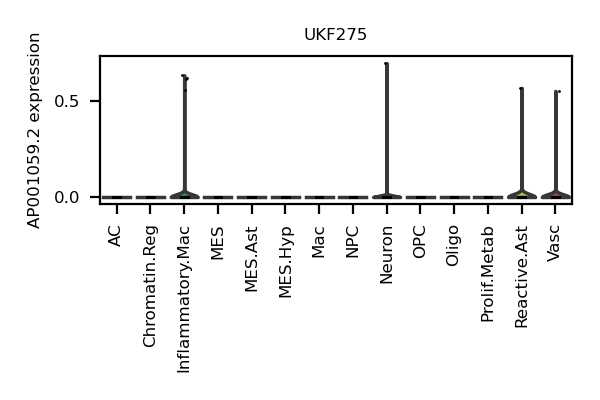 UKF275
AP001059.2 expression
0.5
0.0
AC
Chromatin.Reg
Inflammatory.Mac
MES
MES.Ast
MES.Hyp
Mac
NPC
Neuron
OPC
Oligo
Prolif.Metab
Reactive.Ast
Vasc